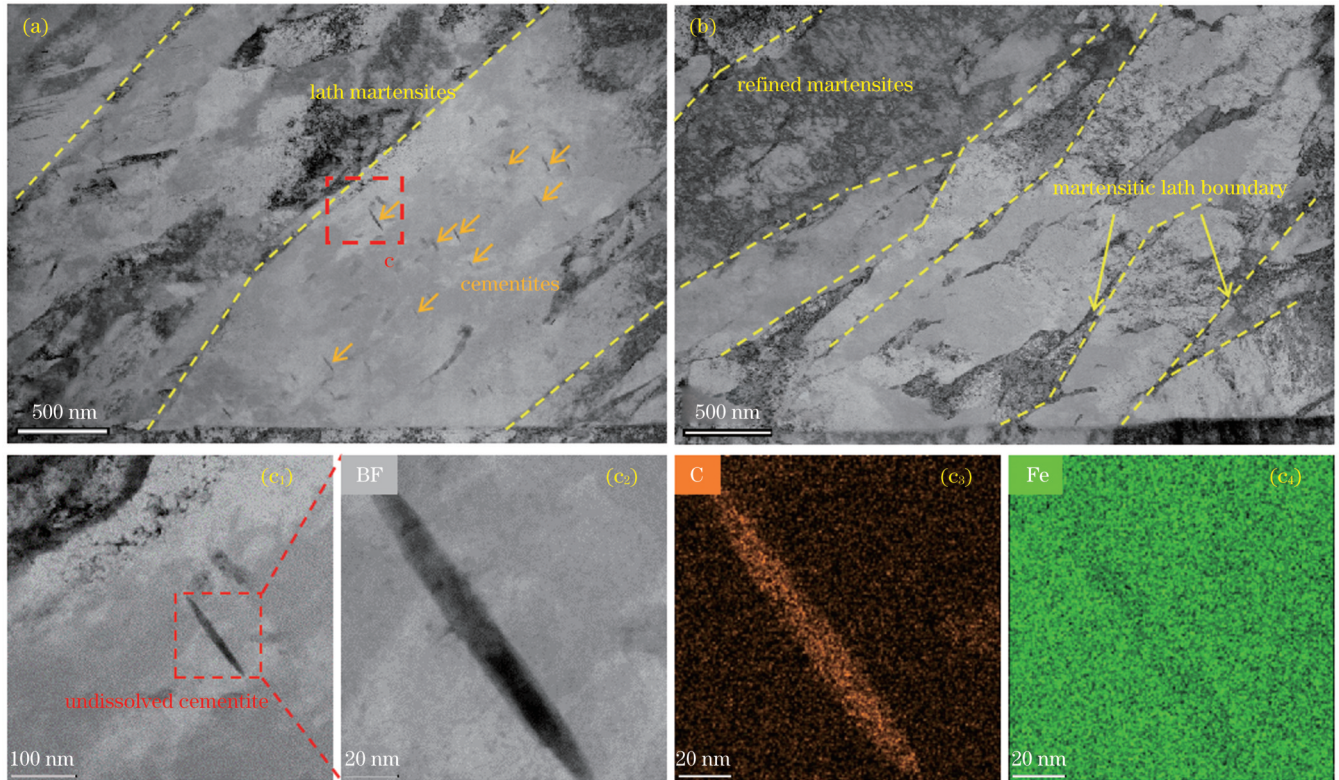 (a)
lath martensites
c
cementites
500 nm
(b)
refined martensites
martensitic lath boundary
500 nm
(c₁)
undissolved cementite
100 nm
BF
(c₂)
20 nm
C
(c₃)
20 nm
Fe
(c₄)
20 nm